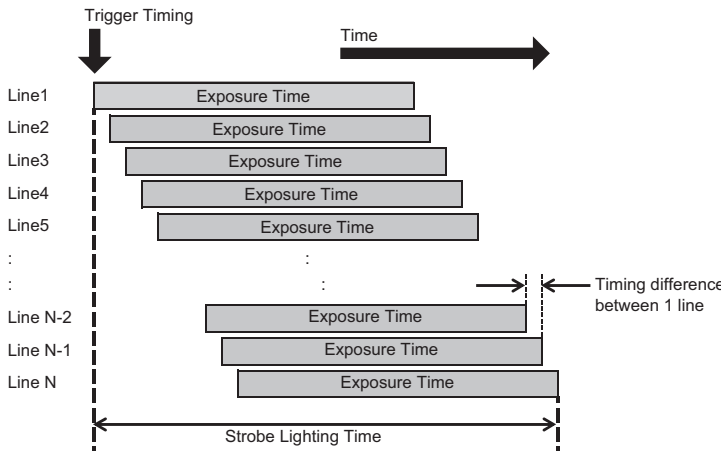 Trigger Timing
Time
Line1 Exposure Time
Line2 Exposure Time
Line3 Exposure Time
Line4 Exposure Time
Line5 Exposure Time
: :
: :
Timing difference
between 1 line
Line N-2 Exposure Time
Line N-1 Exposure Time
Line N Exposure Time
Strobe Lighting Time